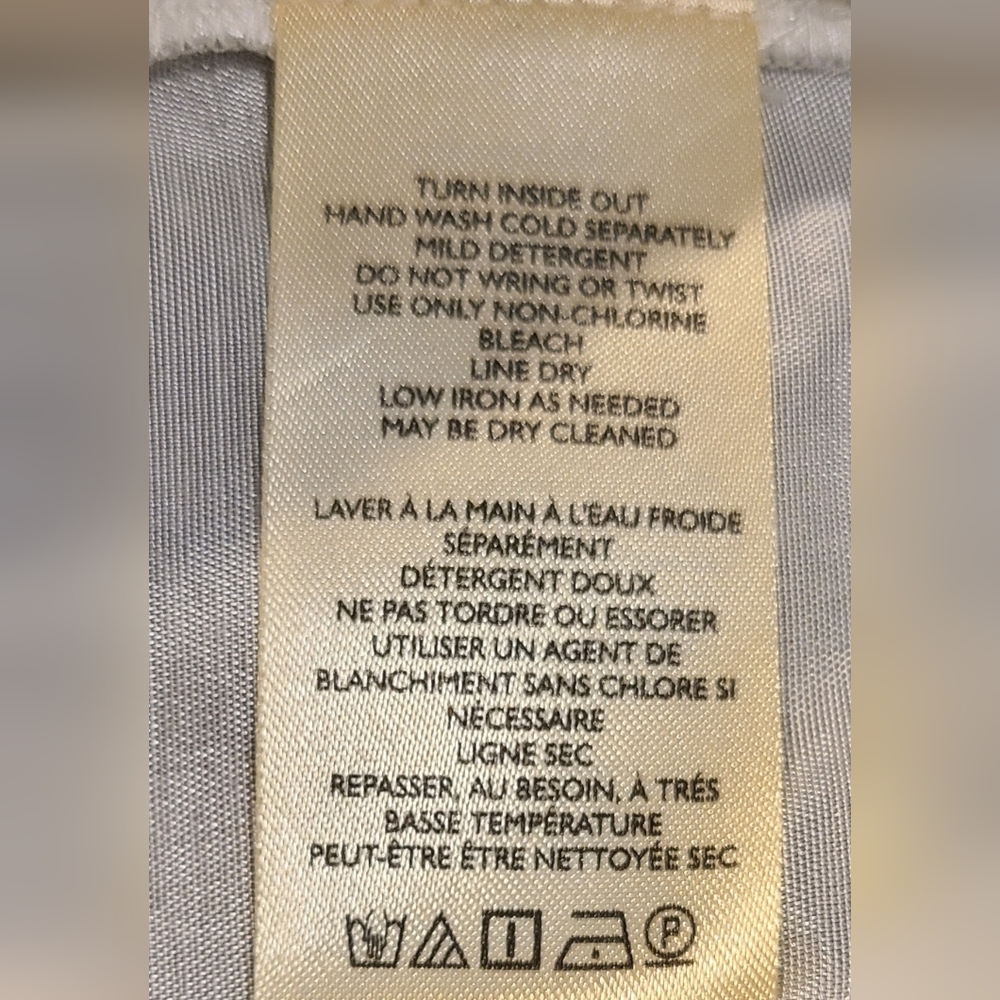 TURN INSIDE OUT
HAND WASH COLD SEPARATELY
MILD DETERGENT
DO NOT WRING OR TWIST
USE ONLY NON-CHLORINE
BLEACH
LINE DRY
LOW IRON AS NEEDED
MAY BE DRY CLEANED
LAVER À LA MAIN À L'EAU FROIDE
SÉPARÉMENT
DÉTERGENT DOUX
NE PAS TORDRE OU ESSORER
UTILISER UN AGENT DE
BLANCHIMENT SANS CHLORE SI
NÉCESSAIRE
LIGNE SEC
REPASSER, AU BESOIN, A TRÉS
BASSE TEMPÉRATURE
PEUT-ÊTRE ÊTRE NETTOYÉE SEC
P